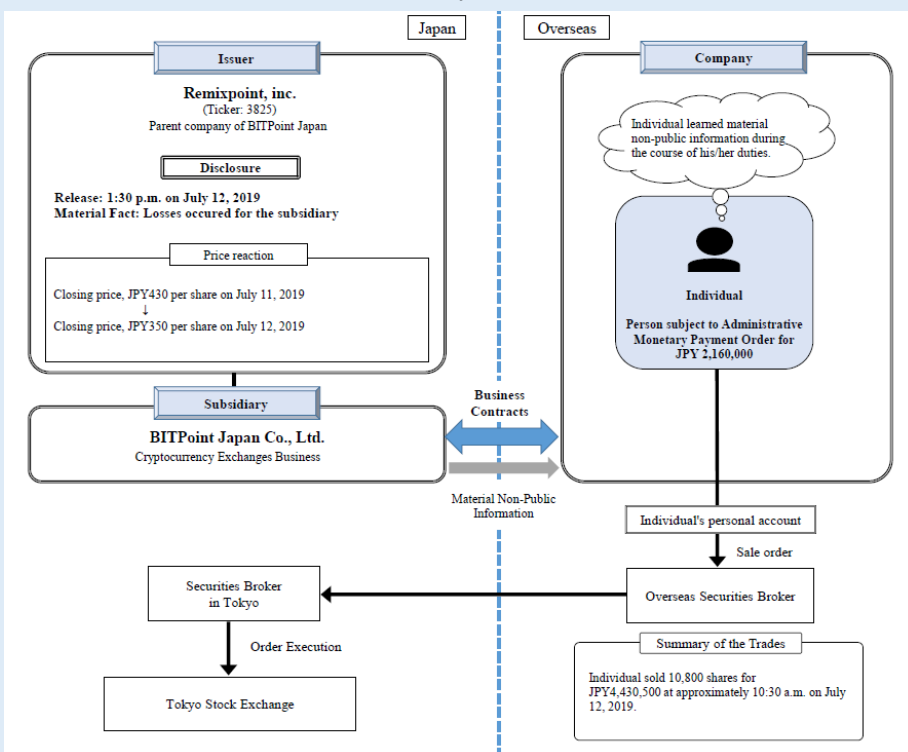 Japan
Overseas
Issuer
Remixpoint, inc.
(Ticker: 3825)
Parent company of BITPoint Japan
Disclosure
Release: 1:30 p.m. on July 12, 2019
Material Fact: Losses occured for the subsidiary
Price reaction
Closing price, JPY430 per share on July 11, 2019
↓
Closing price, JPY350 per share on July 12, 2019
Subsidiary
BITPoint Japan Co., Ltd.
Cryptocurrency Exchanges Business
Business
Contracts
Material Non-Public
Information
Company
Individual learned material
non-public information during
the course of his/her duties.
Individual
Person subject to Administrative
Monetary Payment Order for
JPY 2,160,000
Individual's personal account
Sale order
Overseas Securities Broker
Securities Broker
in Tokyo
Order Execution
Tokyo Stock Exchange
Summary of the Trades
Individual sold 10,800 shares for
JPY4,430,500 at approximately 10:30 a.m. on July
12, 2019.